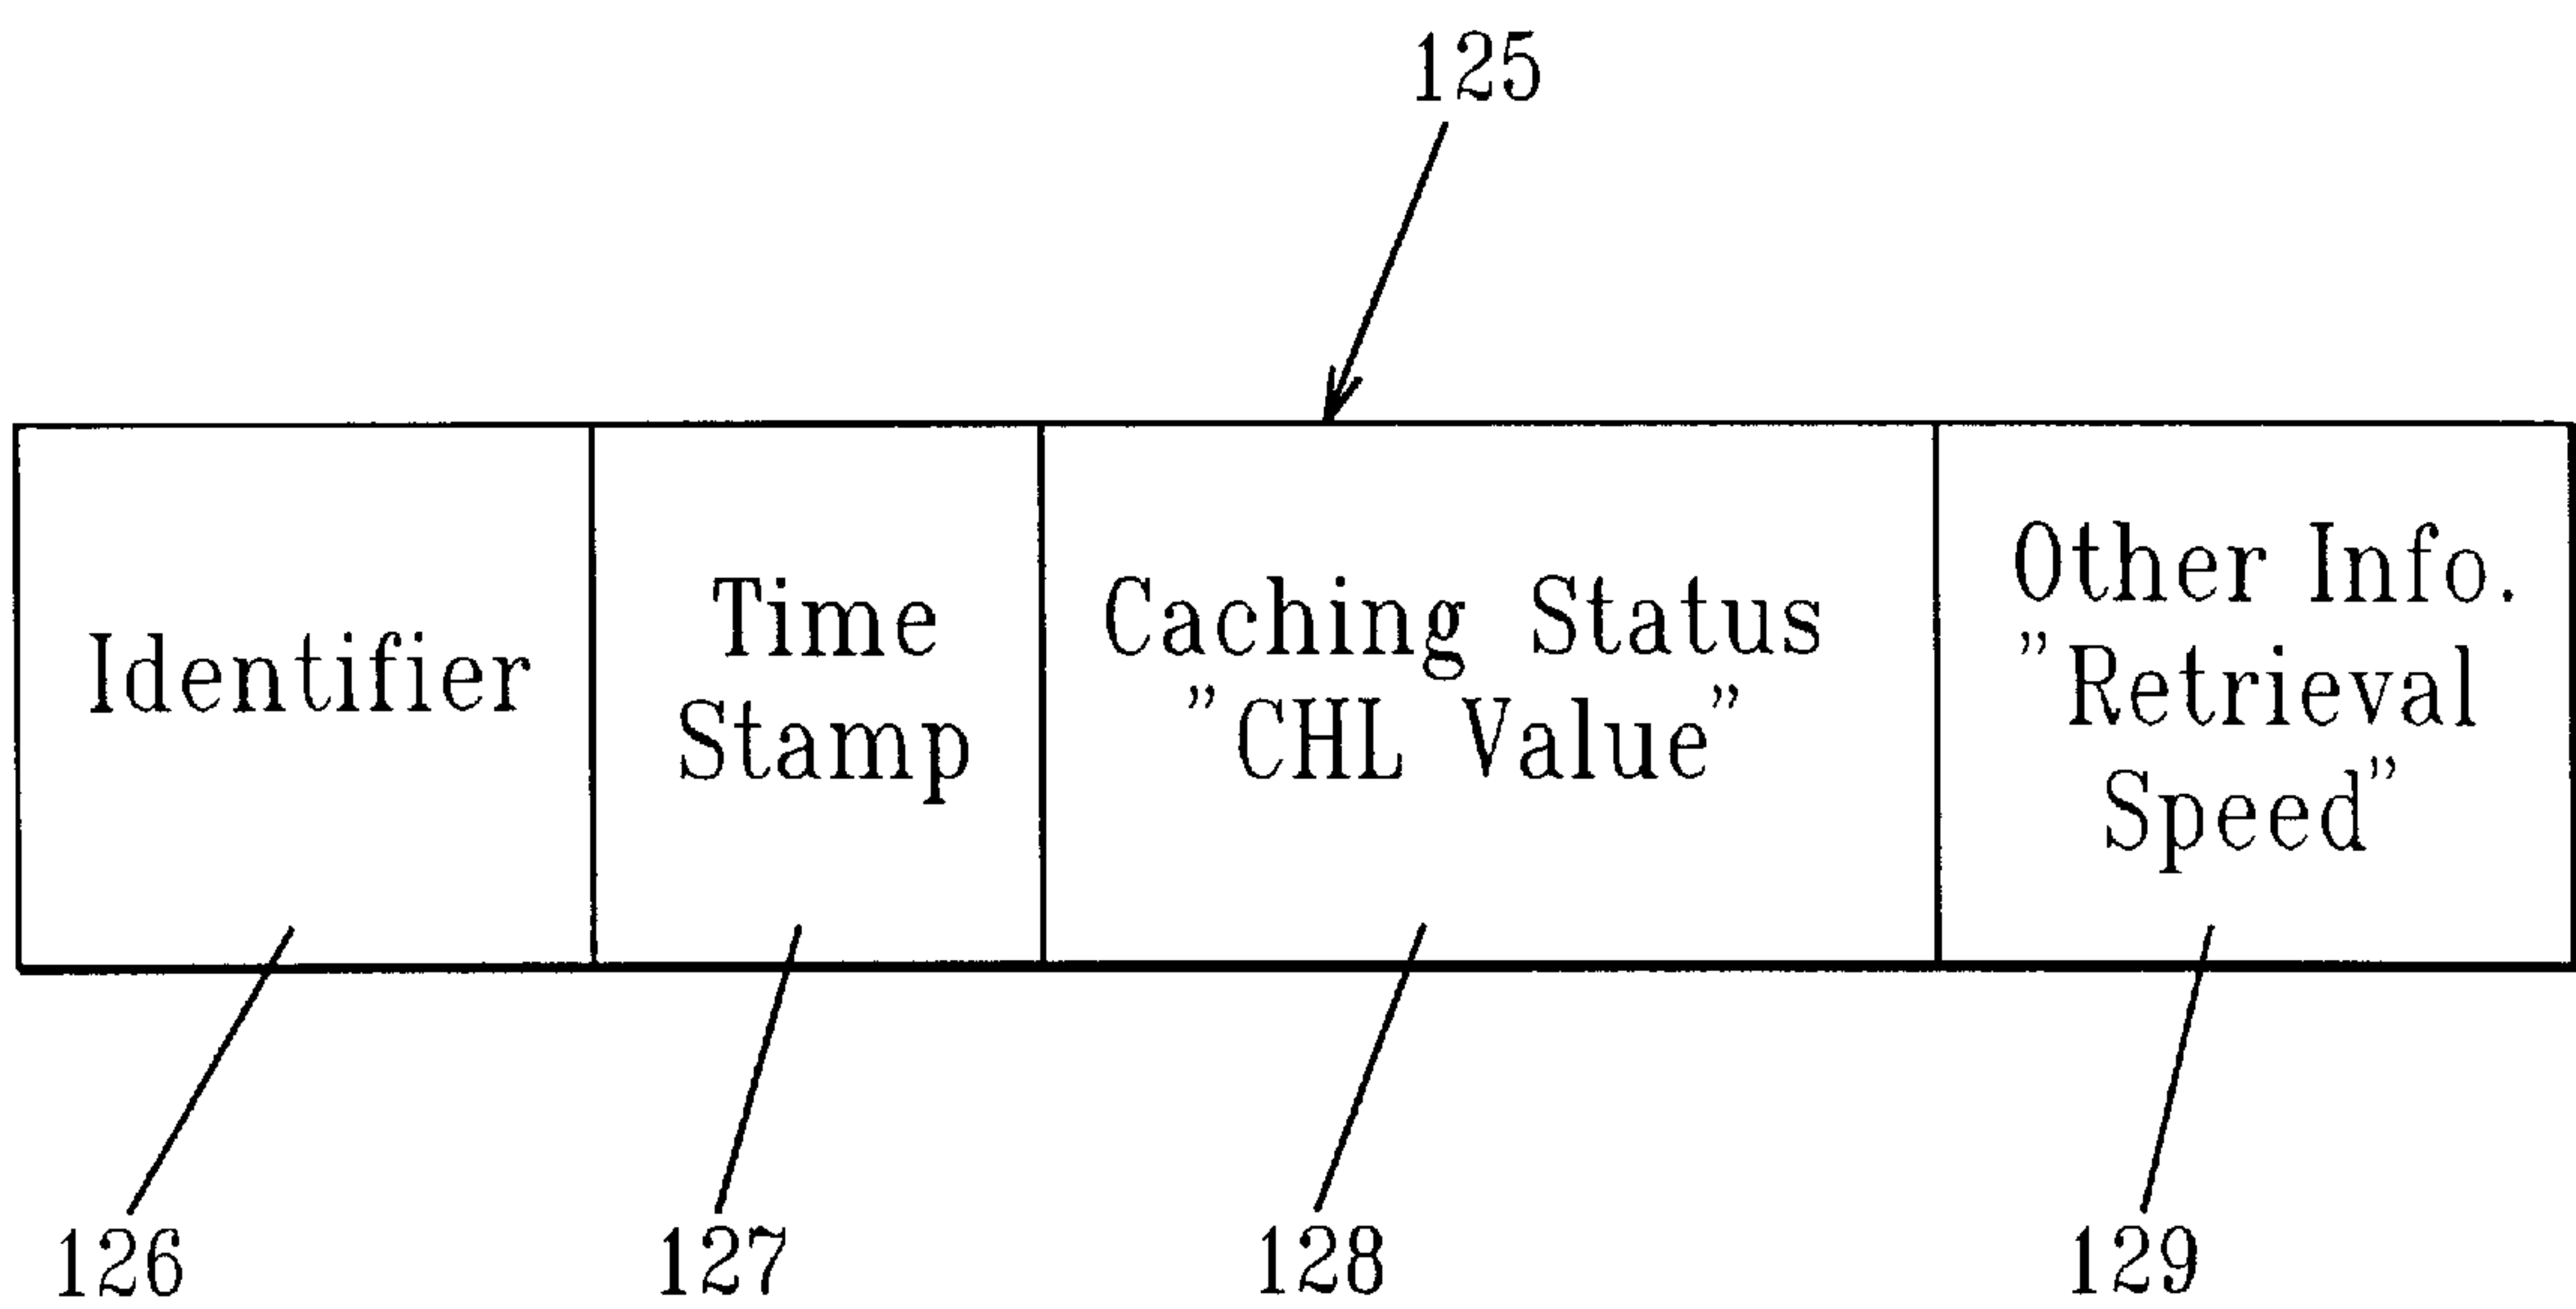 125
Identifier
Time
Stamp
Caching Status
"CHL Value"
Other Info.
"Retrieval
Speed"
126
127
128
129